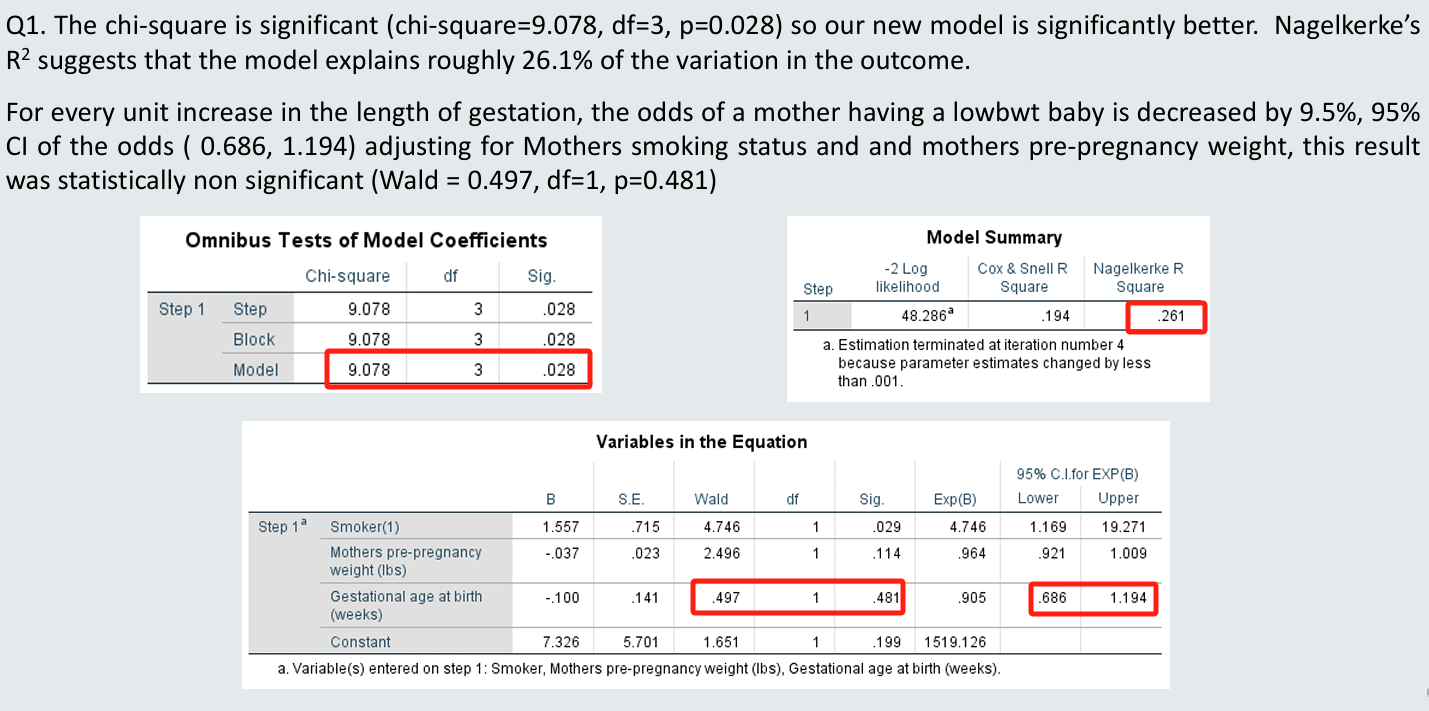 Q1. The chi-square is significant (chi-square=9.078, df=3, p=0.028) so our new model is significantly better. Nagelkerke’s
R² suggests that the model explains roughly 26.1% of the variation in the outcome.
For every unit increase in the length of gestation, the odds of a mother having a lowbwt baby is decreased by 9.5%, 95%
CI of the odds ( 0.686, 1.194) adjusting for Mothers smoking status and and mothers pre-pregnancy weight, this result
was statistically non significant (Wald = 0.497, df=1, p=0.481)
Omnibus Tests of Model Coefficients
Chi-square df Sig.
Step 1 Step 9.078 3 .028
Block 9.078 3 .028
Model 9.078 3 .028
Model Summary
Step -2 Log likelihood Cox & Snell R Square Nagelkerke R Square
1 48.286ᵃ .194 .261
a. Estimation terminated at iteration number 4
because parameter estimates changed by less
than .001.
Variables in the Equation
95% C.I.for EXP(B)
B S.E. Wald df Sig. Exp(B) Lower Upper
Step 1ᵃ Smoker(1) 1.557 .715 4.746 1 .029 4.746 1.169 19.271
Mothers pre-pregnancy weight (lbs) -.037 .023 2.496 1 .114 .964 .921 1.009
Gestational age at birth (weeks) -.100 .141 .497 1 .481 .905 .686 1.194
Constant 7.326 5.701 1.651 1 .199 1519.126
a. Variable(s) entered on step 1: Smoker, Mothers pre-pregnancy weight (lbs), Gestational age at birth (weeks).